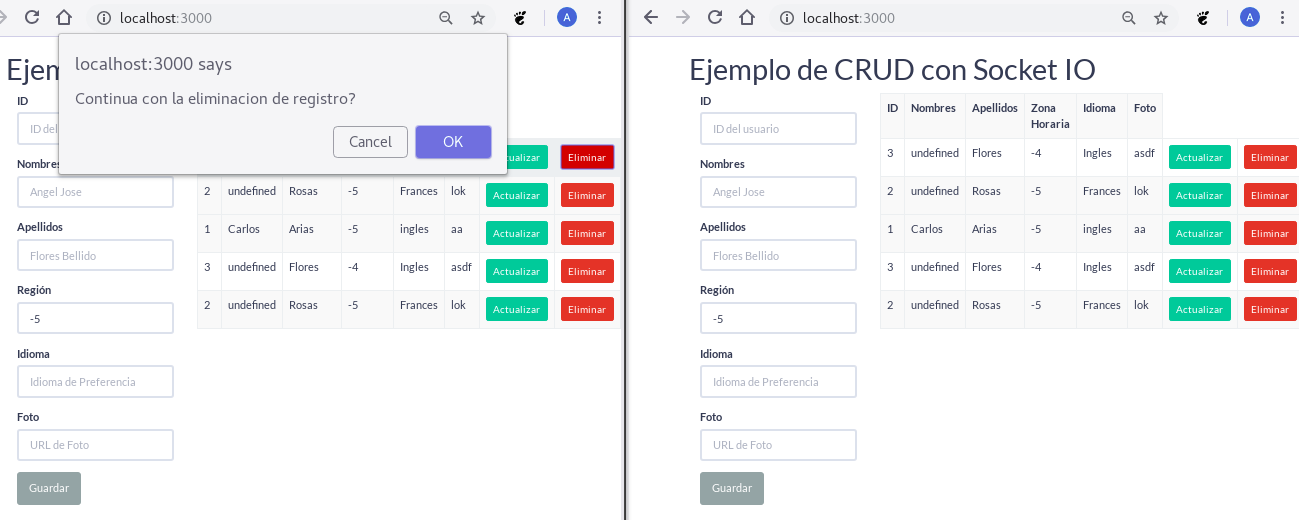 localhost:3000
A
localhost:3000 says
Continua con la eliminacion de registro?
Cancel
OK
Ejem
ID
ID del
Nombres
Angel Jose
Apellidos
Flores Bellido
Región
-5
Idioma
Idioma de Preferencia
Foto
URL de Foto
Guardar
Eliminar
2 undefined Rosas -5 Frances lok Actualizar Eliminar
1 Carlos Arias -5 ingles aa Actualizar Eliminar
3 undefined Flores -4 Ingles asdf Actualizar Eliminar
2 undefined Rosas -5 Frances lok Actualizar Eliminar
localhost:3000
A
Ejemplo de CRUD con Socket IO
ID
ID del usuario
Nombres
Angel Jose
Apellidos
Flores Bellido
Región
-5
Idioma
Idioma de Preferencia
Foto
URL de Foto
Guardar
ID Nombres Apellidos Zona Idioma Foto
Horaria
3 undefined Flores -4 Ingles asdf Actualizar Eliminar
2 undefined Rosas -5 Frances lok Actualizar Eliminar
1 Carlos Arias -5 ingles aa Actualizar Eliminar
3 undefined Flores -4 Ingles asdf Actualizar Eliminar
2 undefined Rosas -5 Frances lok Actualizar Eliminar